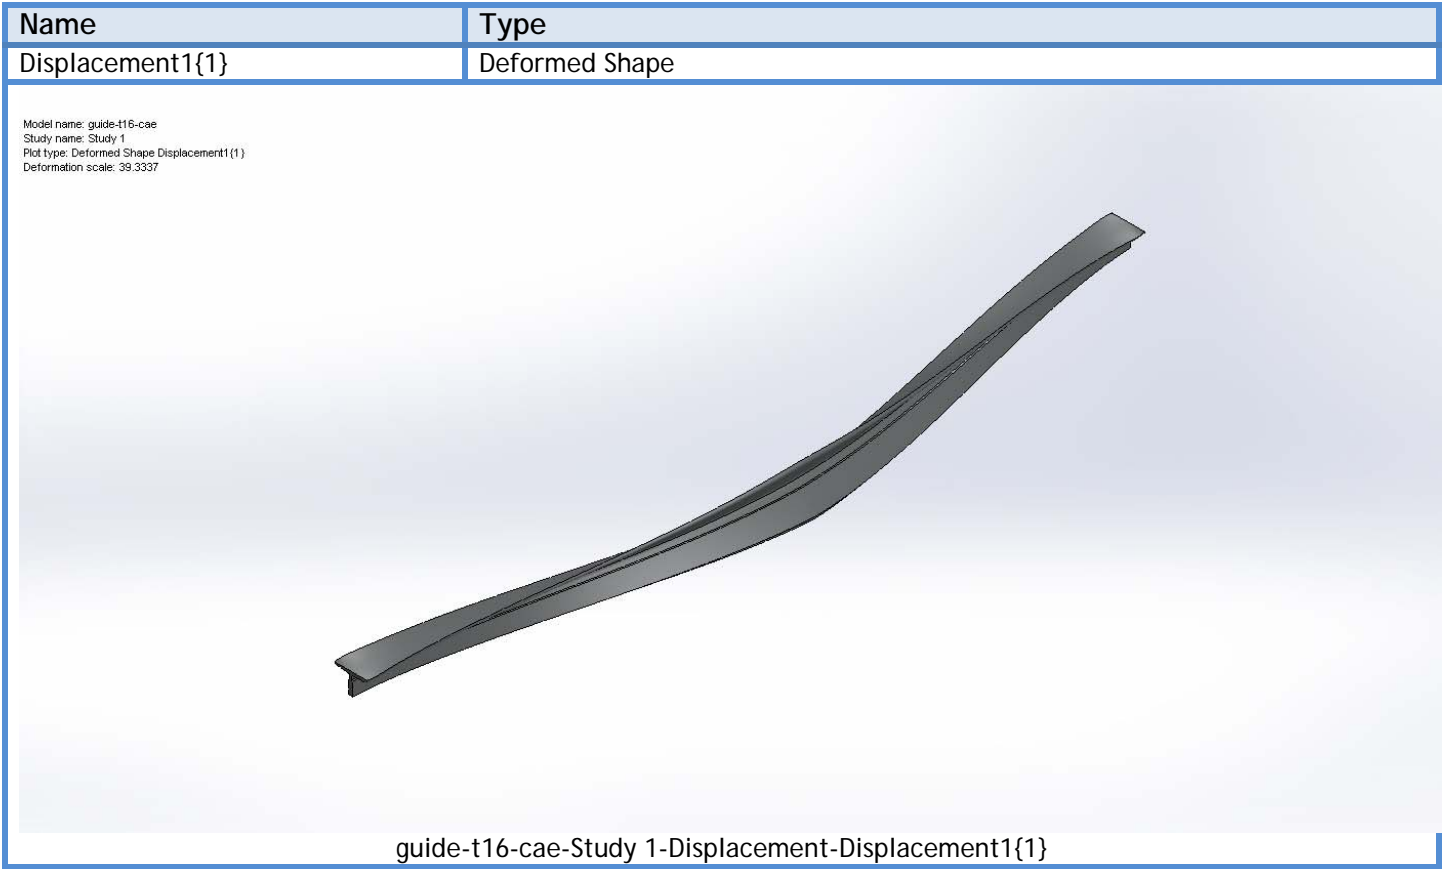 Name Type
Displacement1{1} Deformed Shape
Model name: guide-t16-cae
Study name: Study 1
Plot type: Deformed Shape Displacement1{1}
Deformation scale: 39.3337
guide-t16-cae-Study 1-Displacement-Displacement1{1}